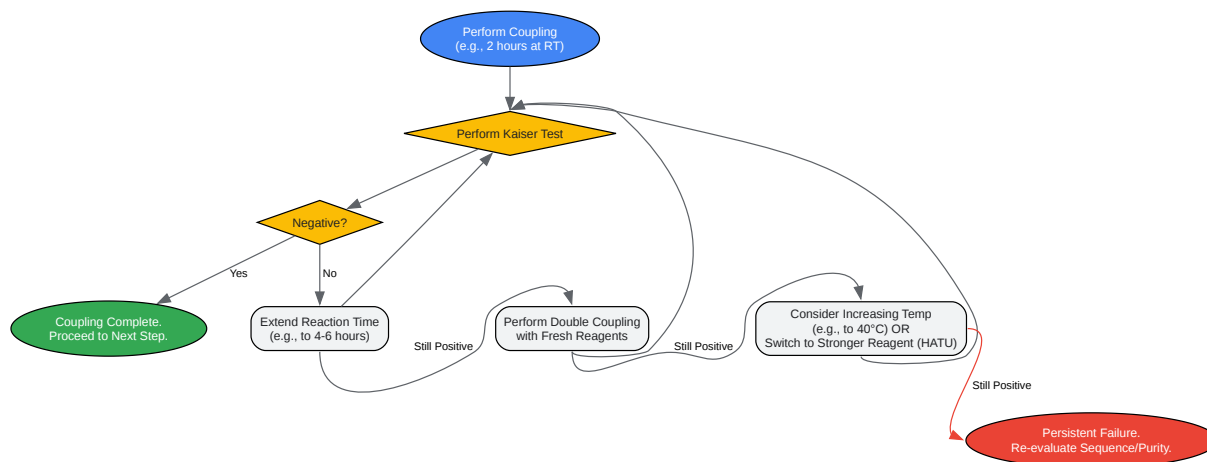 Perform Coupling
(e.g., 2 hours at RT)
Perform Kaiser Test
Negative?
Yes
No
Coupling Complete.
Proceed to Next Step.
Extend Reaction Time
(e.g., to 4-6 hours)
Still Positive
Perform Double Coupling
with Fresh Reagents
Still Positive
Consider Increasing Temp
(e.g., to 40°C) OR
Switch to Stronger Reagent (HATU)
Still Positive
Persistent Failure.
Re-evaluate Sequence/Purity.